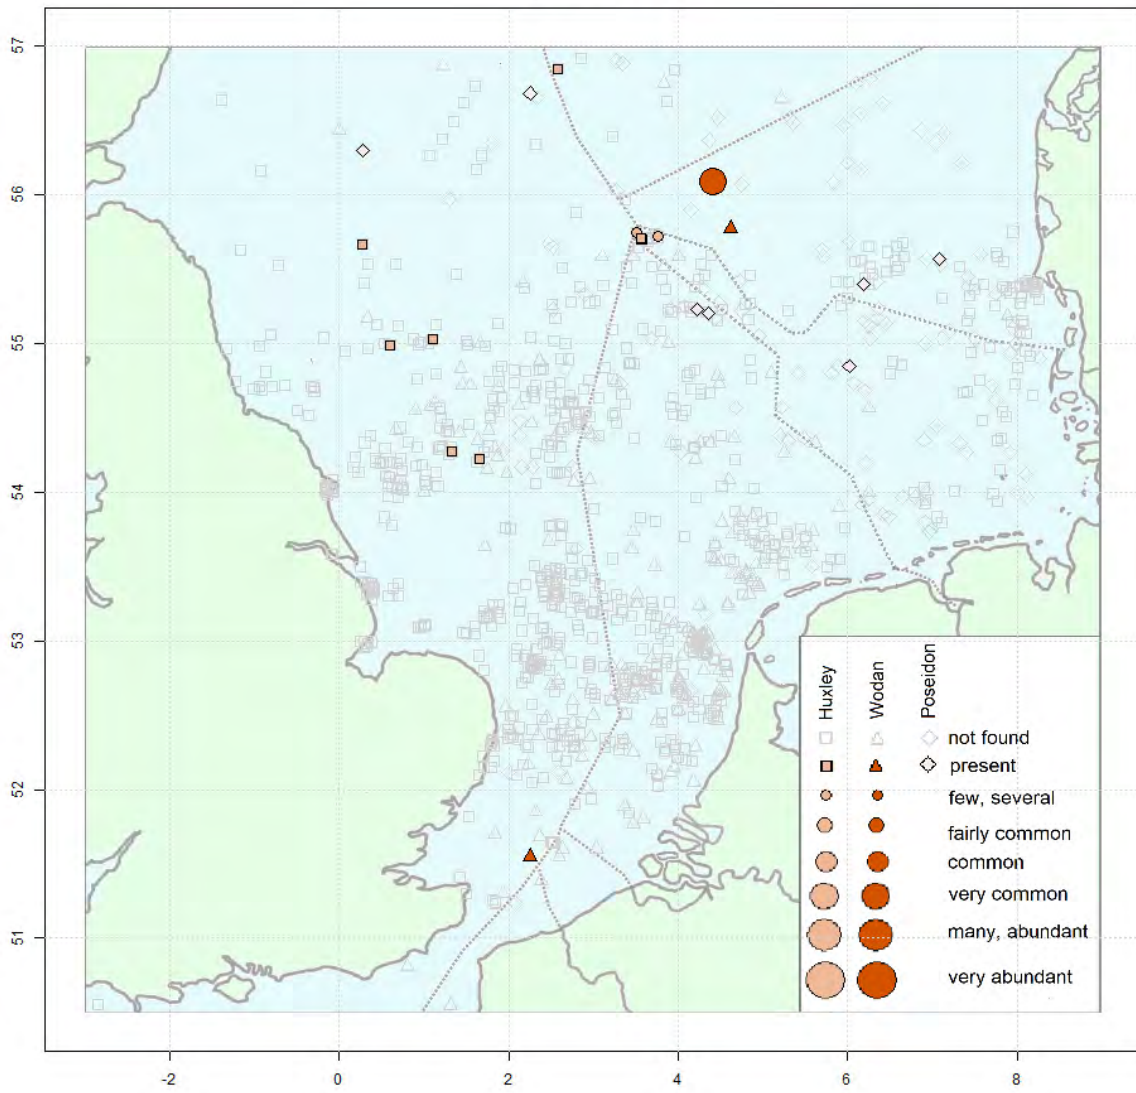 57
56
55
54
53
52
51
Huxley
Wodan
Poseidon
not found
present
few, several
fairly common
common
very common
many, abundant
very abundant
-2
0
2
4
6
8